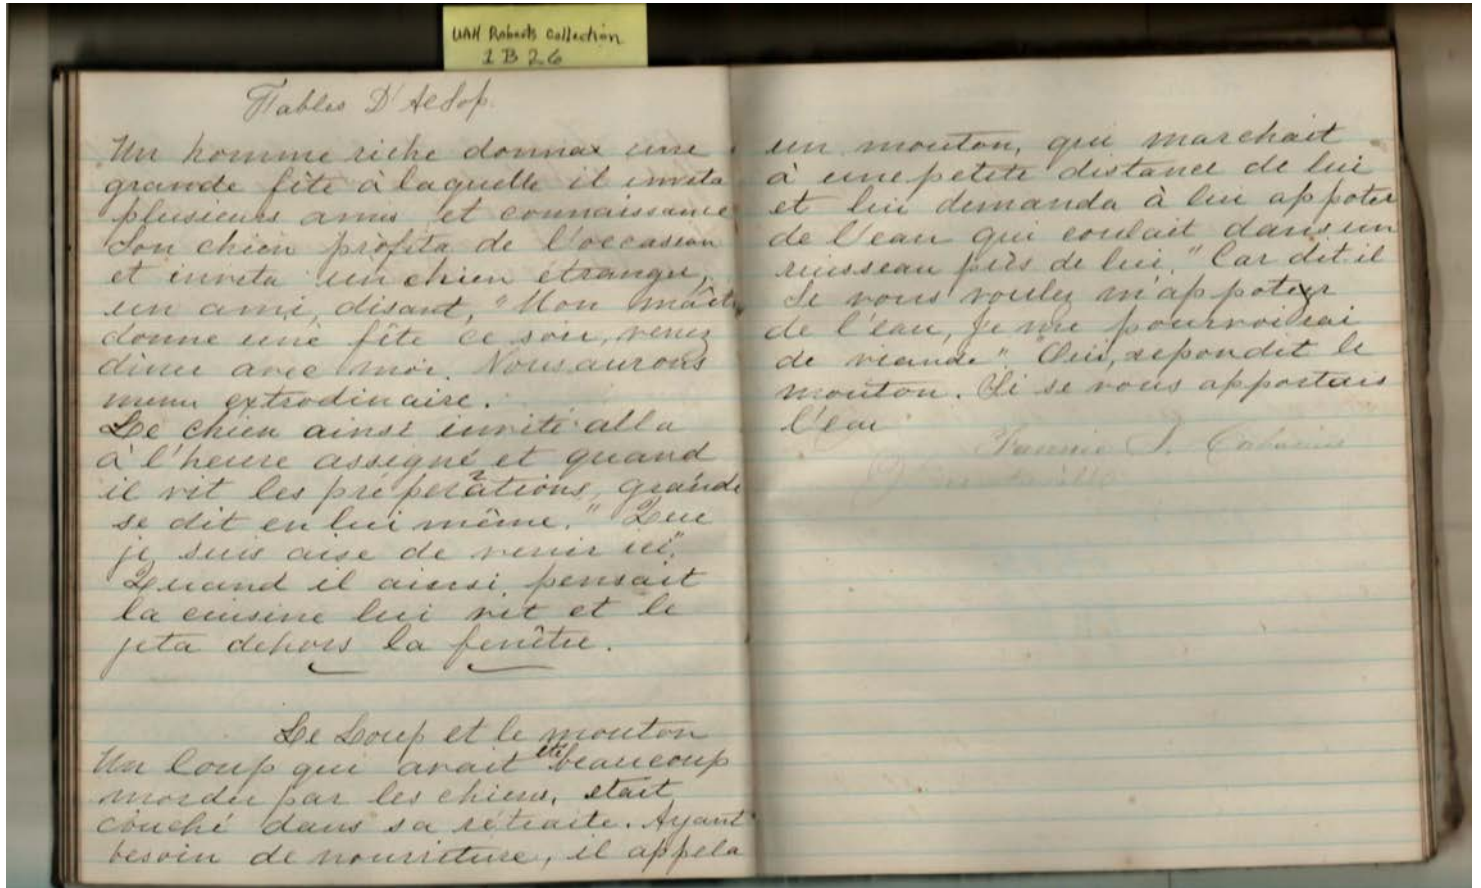 UAH Roberts Collection
1B26
Fables D'Aesop.
Un homme riche donnax une
grande fête à laquelle il invita
plusieurs amis et connaissance
Son chien profita de l'occasion
et invita un chien étranger,
un ami, disant, "Mon maître
donne une fête ce soir, venez
diner avec moi. Nous aurons
menu extrodinaire.
Le chien ainsi invité alla
à l'heure assigné et quand
il vit les préperations, grande
se dit en lui même. "Que
je suis aise de venir ici".
Quand il ainsi pensait
la cuisine lui vit et le
jeta dehors la fenêtre.
Le Loup et le mouton
Un loup qui avait été beaucoup
mordu par les chiens, était
couché dans sa retraite. Ayant
besoin de nourriture, il appela
un mouton, qui marchait
à une petite distance de lui
et lui demanda à lui appoter
de l'eau qui coulait dans un
ruisseau près de lui, "Car dit il
Si vous voulez m'appoter
de l'eau, je me pourvoirai
de viande". "Oui, repondit le
mouton. Si je vous apportais
l'eau
Fannie J. Cabaniss